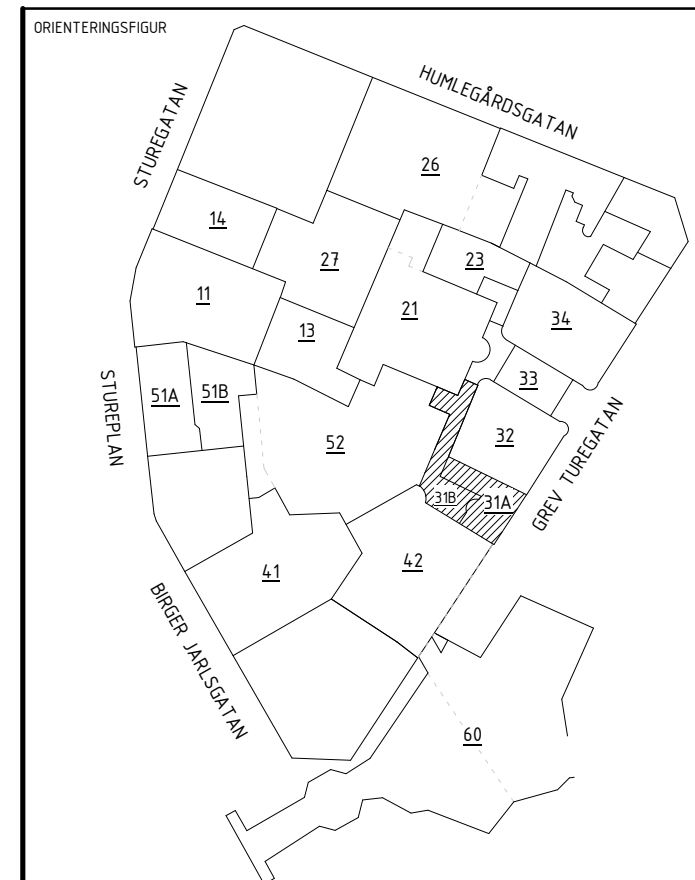 ORIENTERINGSFIGUR
HUMLEGÅRDSGATAN
STUREGATAN
26
14
27
23
11
21
34
13
33
51A
51B
STUREPLAN
52
32
GREV TUREGATAN
31B
31A
41
42
BIRGER JARLSGATAN
60